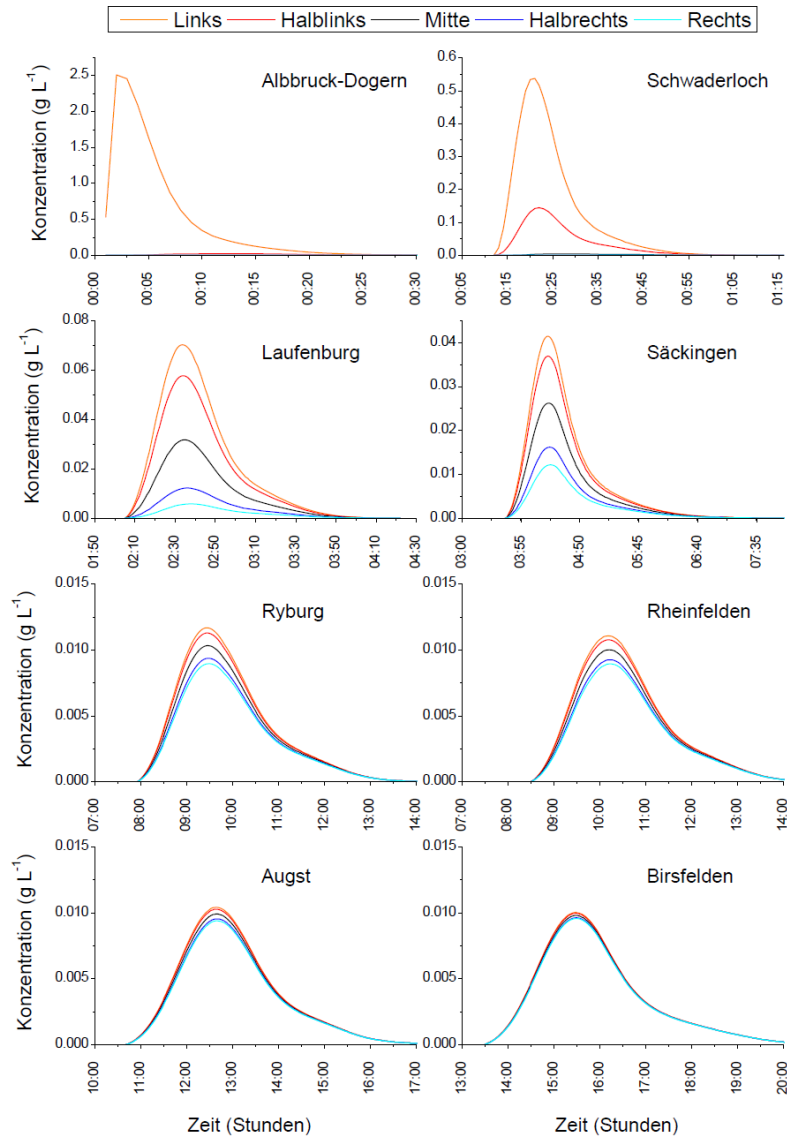 Links Halblinks Mitte Halbrechts Rechts
Albbruck-Dogern
Konzentration (g L⁻¹)
2.5
2.0
1.5
1.0
0.5
0.0
00:00 00:05 00:10 00:15 00:20 00:25 00:30
Schwaderloch
0.6
0.5
0.4
0.3
0.2
0.1
0.0
00:05 00:15 00:25 00:35 00:45 00:55 01:05 01:15
Laufenburg
Konzentration (g L⁻¹)
0.08
0.06
0.04
0.02
0.00
01:50 02:10 02:30 02:50 03:10 03:30 03:50 04:10 04:30
Säckingen
0.04
0.03
0.02
0.01
0.00
03:00 03:55 04:50 05:45 06:40 07:35
Ryburg
Konzentration (g L⁻¹)
0.015
0.010
0.005
0.000
07:00 08:00 09:00 10:00 11:00 12:00 13:00 14:00
Rheinfelden
0.015
0.010
0.005
0.000
07:00 08:00 09:00 10:00 11:00 12:00 13:00 14:00
Augst
Konzentration (g L⁻¹)
0.015
0.010
0.005
0.000
10:00 11:00 12:00 13:00 14:00 15:00 16:00 17:00
Birsfelden
0.015
0.010
0.005
0.000
13:00 14:00 15:00 16:00 17:00 18:00 19:00 20:00
Zeit (Stunden)
Zeit (Stunden)